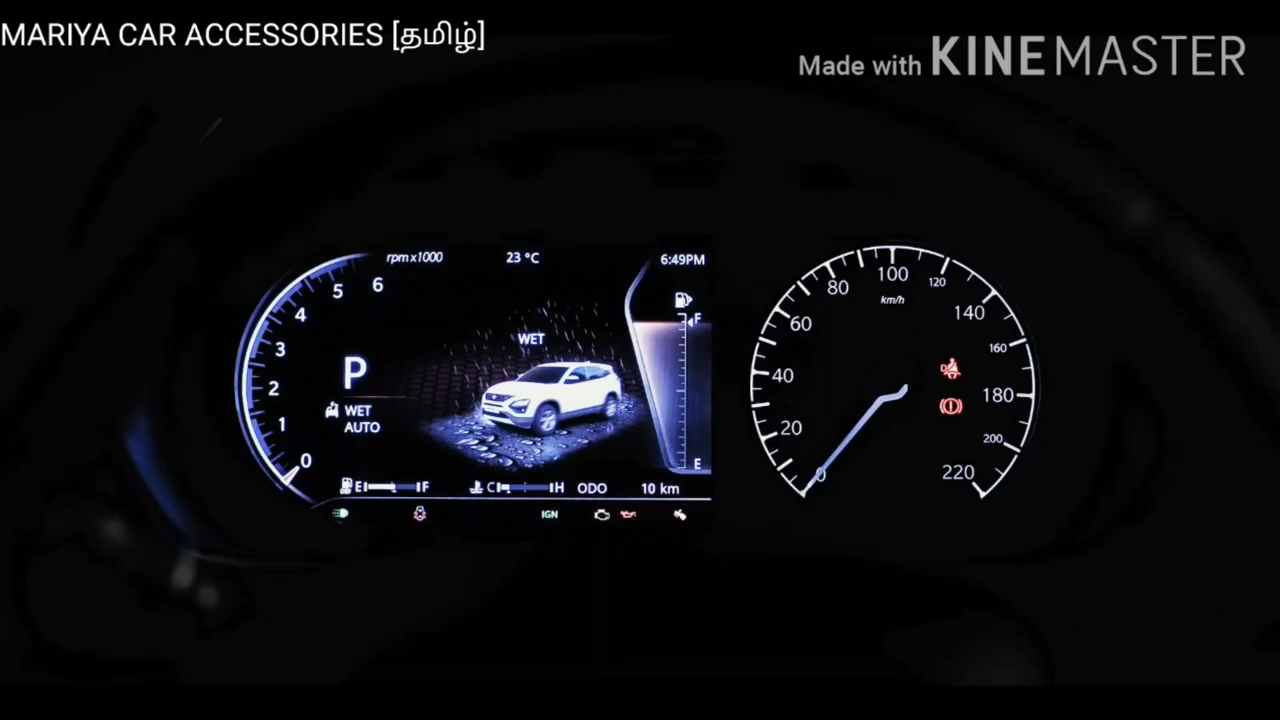 MARIYA CAR ACCESSORIES [தமிழ்]
Made with KINEMASTER
rpm x1000
23 °C
6:49PM
6
5
4
3
2
1
0
WET
P
WET
AUTO
F
E
E F
C H
ODO 10 km
IGN
0
20
40
60
80
100
120
140
160
180
200
220
km/h